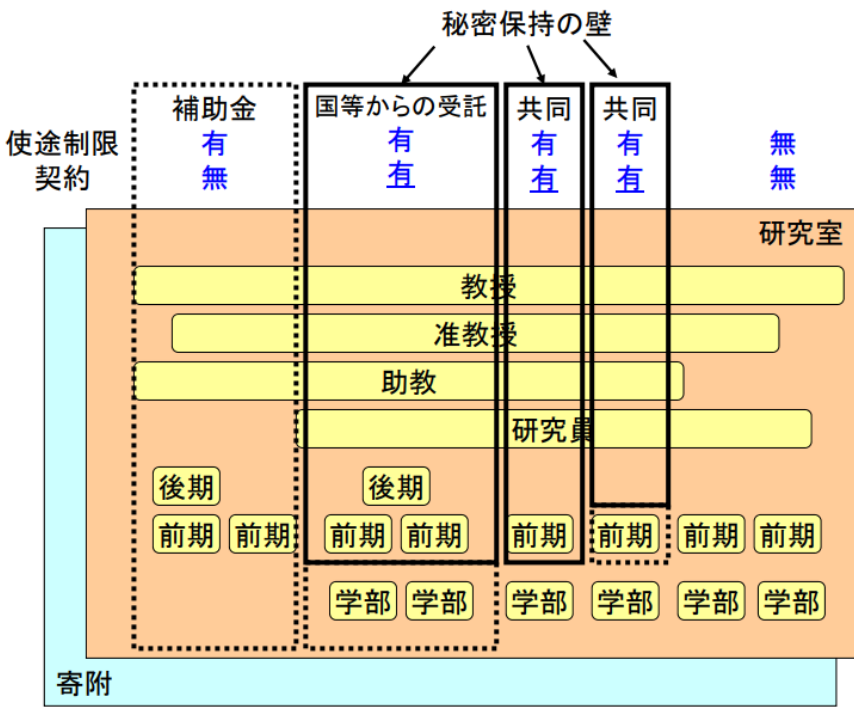 秘密保持の壁
補助金 国等からの受託 共同 共同
使途制限 有 有 有 有 無
契約 無 有 有 有 無
研究室
教授
准教授
助教
研究員
後期 後期
前期 前期 前期 前期 前期 前期 前期 前期
学部 学部 学部 学部 学部 学部
寄附